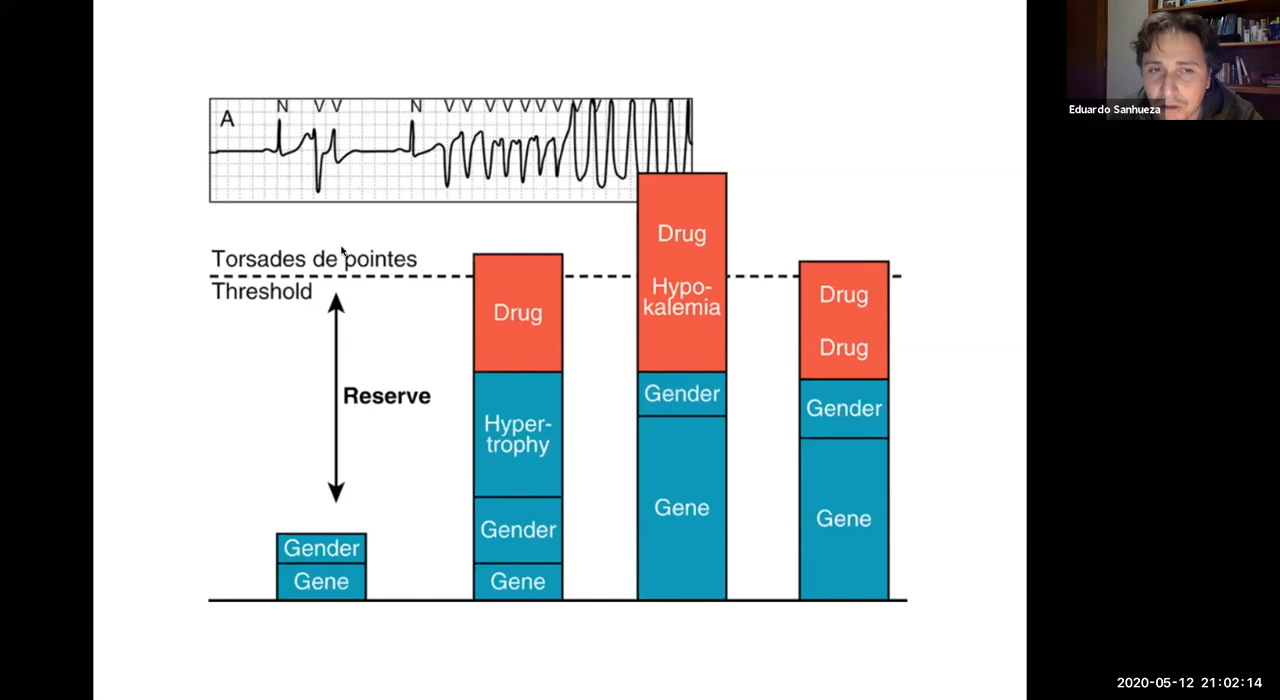 A
N V V N V V V V V V V V V
Torsades de pointes
Threshold
Reserve
Gender
Gene
Drug
Hyper-
trophy
Gender
Gene
Drug
Hypo-
kalemia
Gender
Gene
Drug
Drug
Gender
Gene
Eduardo Sanhueza
2020-05-12 21:02:14